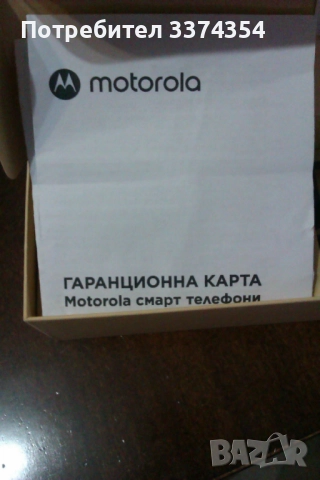 Потребител 3374354
motorola
ГАРАНЦИОННА КАРТА
Motorola смарт телефони
BAZAR